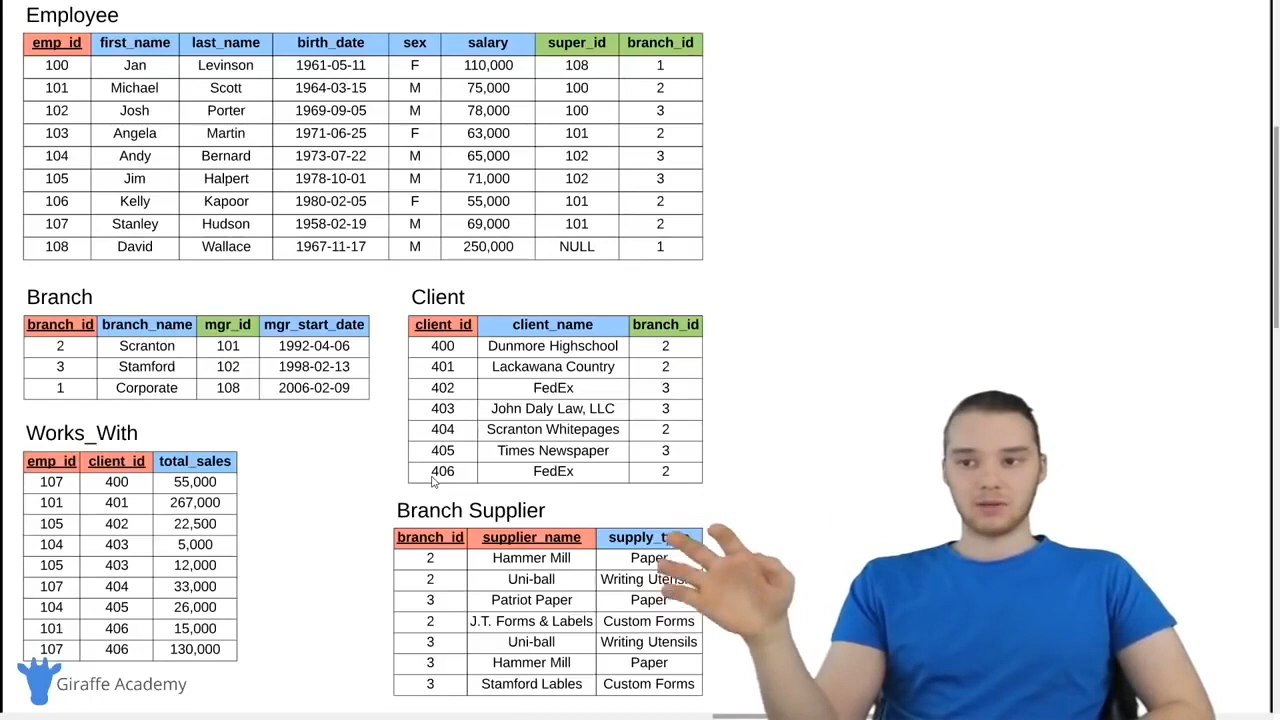 Employee
emp_id first_name last_name birth_date sex salary super_id branch_id
100 Jan Levinson 1961-05-11 F 110,000 108 1
101 Michael Scott 1964-03-15 M 75,000 100 2
102 Josh Porter 1969-09-05 M 78,000 100 3
103 Angela Martin 1971-06-25 F 63,000 101 2
104 Andy Bernard 1973-07-22 M 65,000 102 3
105 Jim Halpert 1978-10-01 M 71,000 102 3
106 Kelly Kapoor 1980-02-05 F 55,000 101 2
107 Stanley Hudson 1958-02-19 M 69,000 101 2
108 David Wallace 1967-11-17 M 250,000 NULL 1
Branch
branch_id branch_name mgr_id mgr_start_date
2 Scranton 101 1992-04-06
3 Stamford 102 1998-02-13
1 Corporate 108 2006-02-09
Client
client_id client_name branch_id
400 Dunmore Highschool 2
401 Lackawana Country 2
402 FedEx 3
403 John Daly Law, LLC 3
404 Scranton Whitepages 2
405 Times Newspaper 3
406 FedEx 2
Works_With
emp_id client_id total_sales
107 400 55,000
101 401 267,000
105 402 22,500
104 403 5,000
105 403 12,000
107 404 33,000
104 405 26,000
101 406 15,000
107 406 130,000
Branch Supplier
branch_id supplier_name
2 Hammer Mill Paper
2 Uni-ball Writing
3 Patriot Paper Paper
2 J.T. Forms & Labels Custom Forms
3 Uni-ball Writing Utensils
3 Hammer Mill Paper
3 Stamford Lables Custom Forms
Giraffe Academy